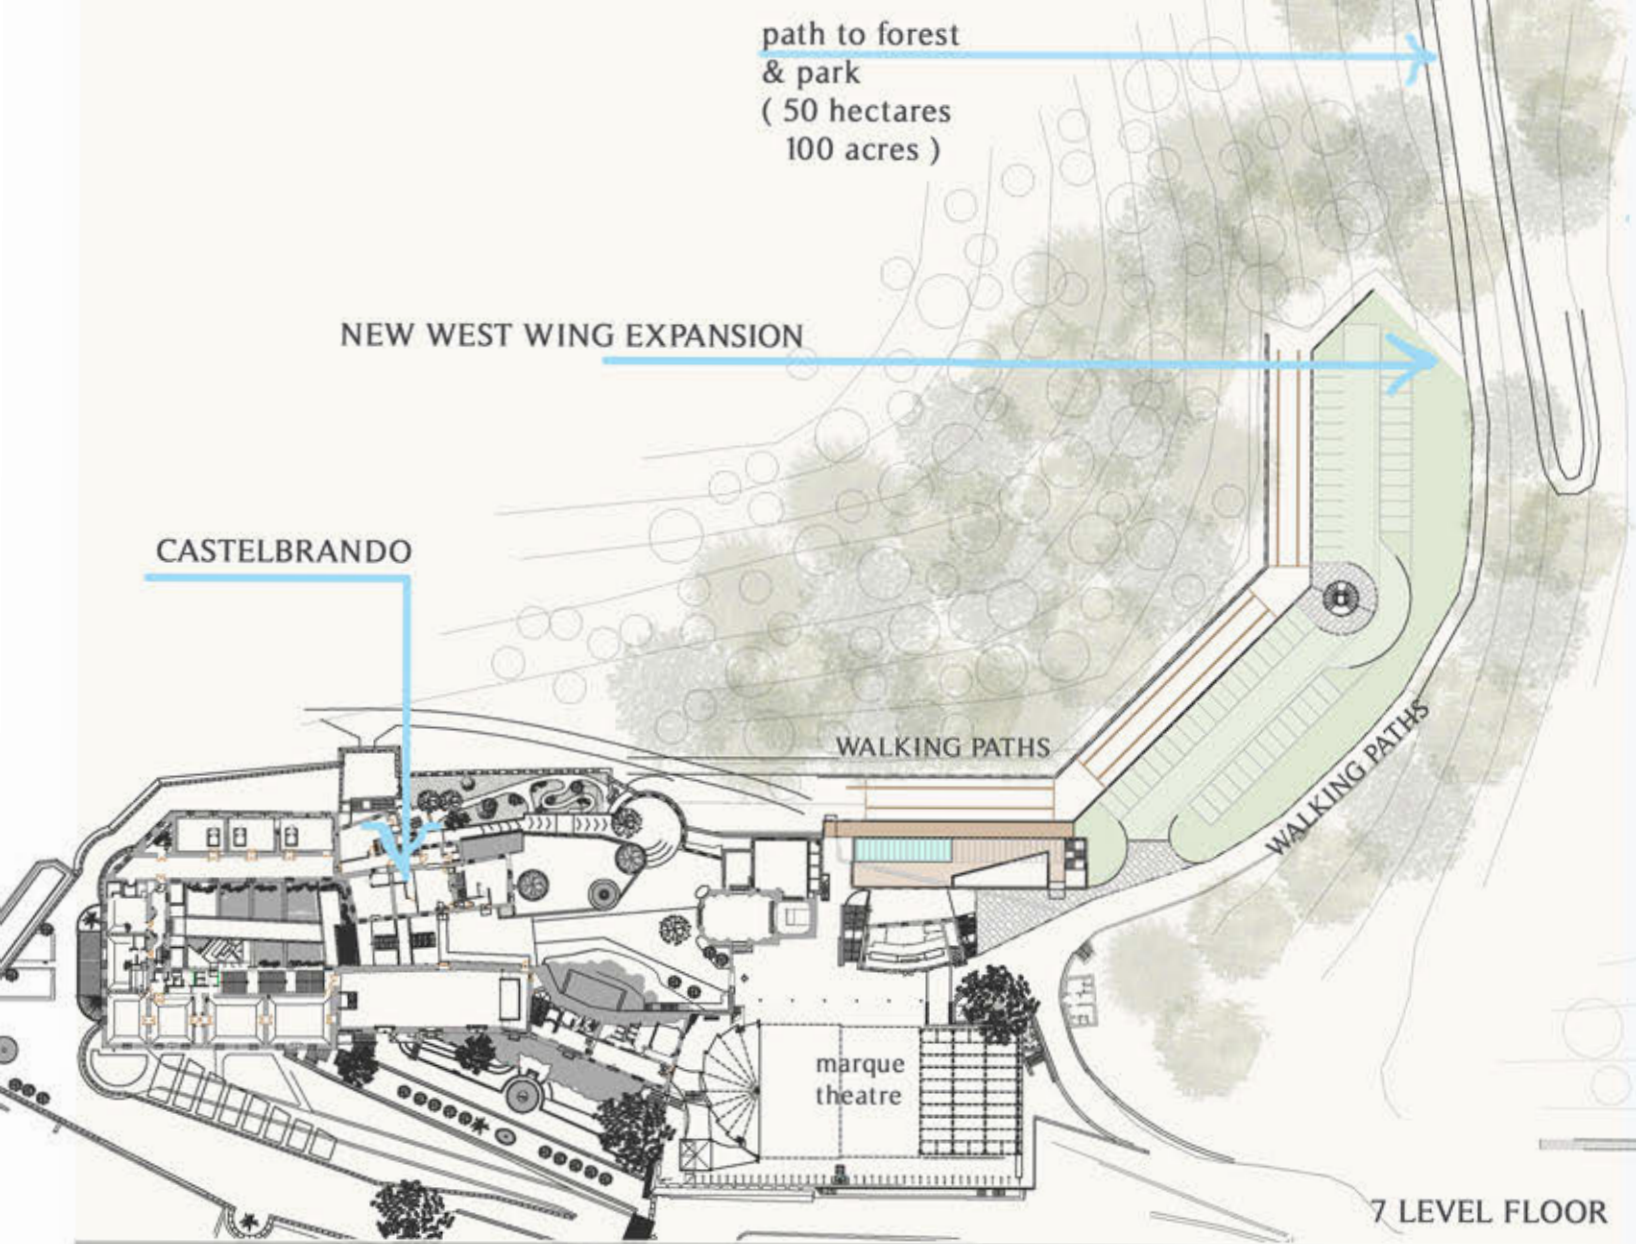 path to forest
& park
( 50 hectares
100 acres )
NEW WEST WING EXPANSION
CASTELBRANDO
WALKING PATHS
WALKING PATHS
marque
theatre
7 LEVEL FLOOR